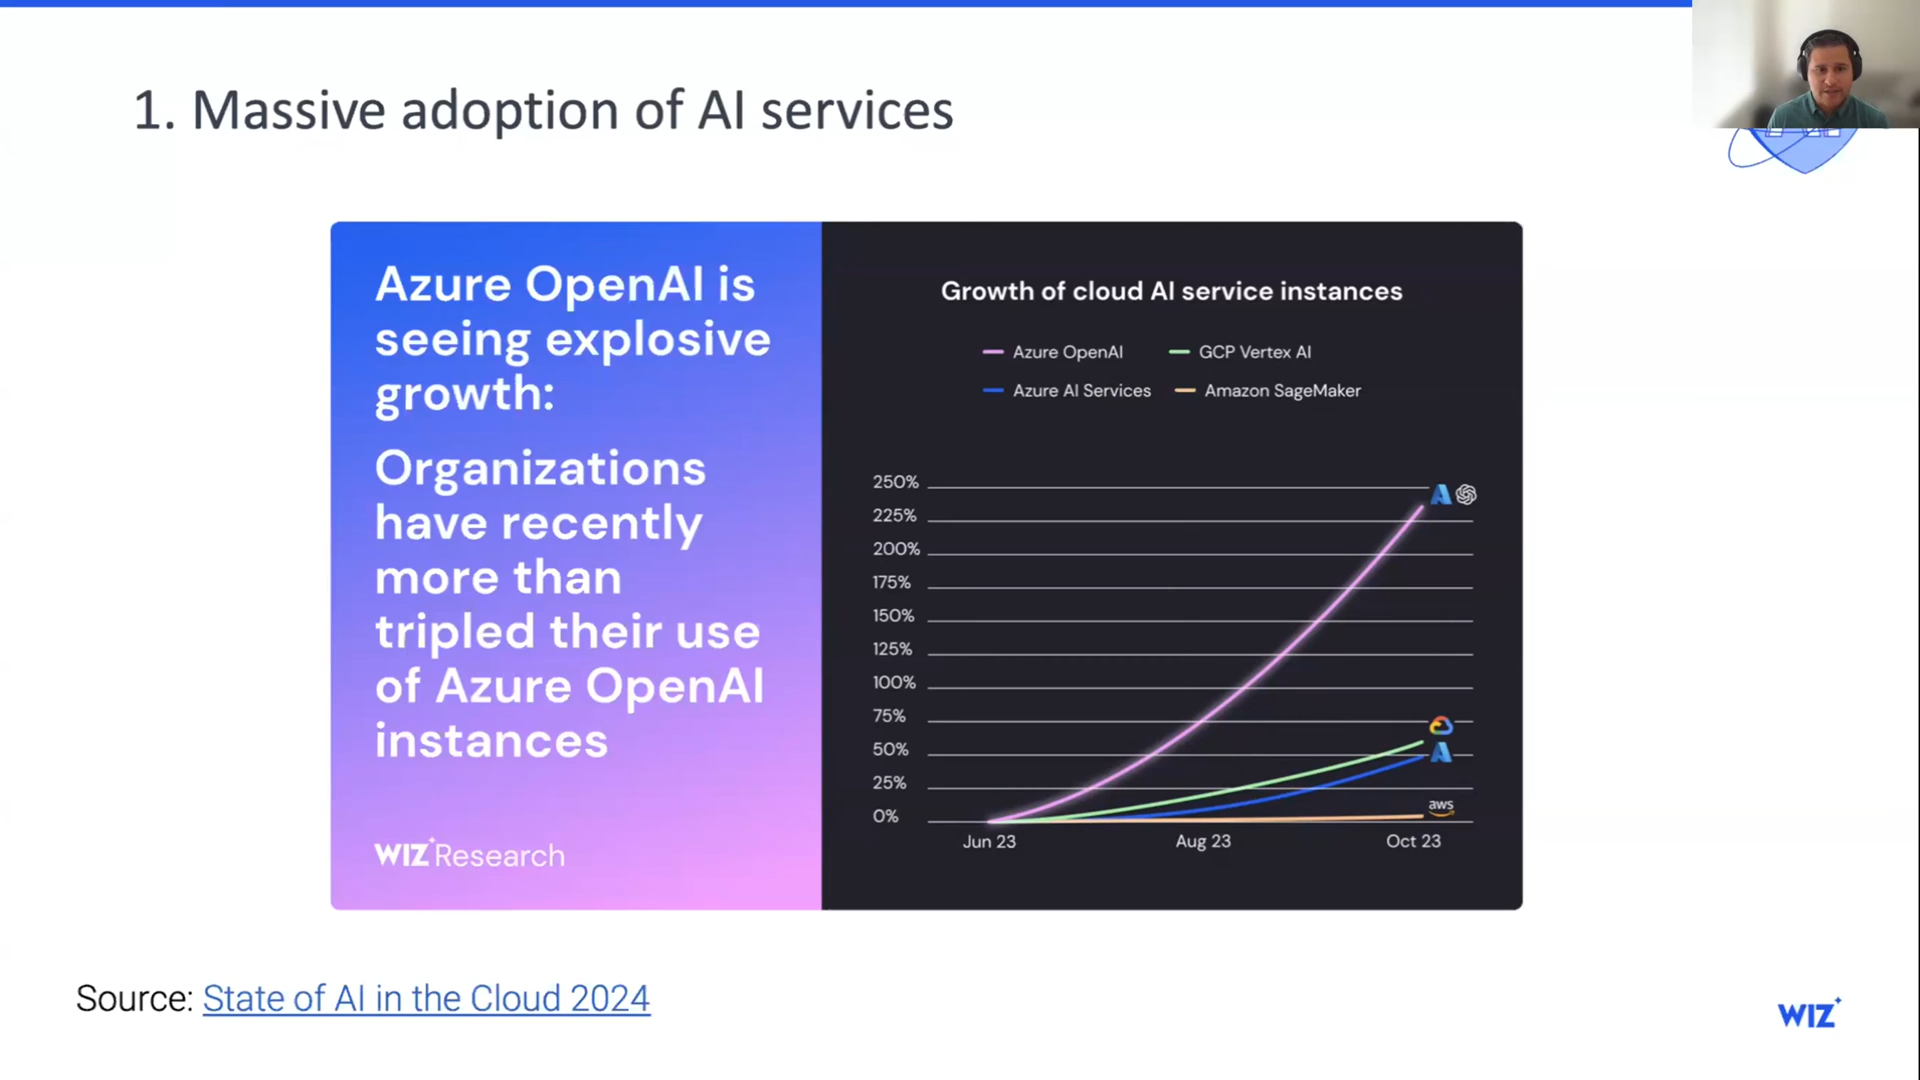 1. Massive adoption of AI services
Azure OpenAI is
seeing explosive
growth:
Organizations
have recently
more than
tripled their use
of Azure OpenAI
instances
WIZ Research
Growth of cloud AI service instances
Azure OpenAI
GCP Vertex AI
Azure AI Services
Amazon SageMaker
250%
225%
200%
175%
150%
125%
100%
75%
50%
25%
0%
aws
Jun 23
Aug 23
Oct 23
Source: State of AI in the Cloud 2024
WIZ